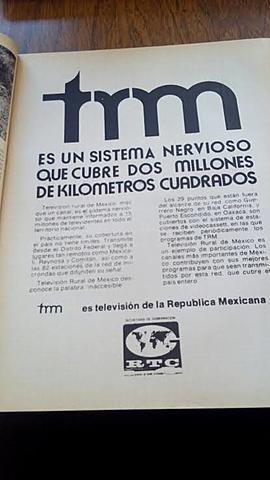 trm
ES UN SISTEMA NERVIOSO
QUE CUBRE DOS MILLONES
DE KILOMETROS CUADRADOS
Televisión rural de México, más
que un canal, es el sistema nervio-
so que mantiene informados a 15
millones de televidentes en todo el
territorio nacional.
Prácticamente, su cobertura en
el país no tiene límites. Transmite
desde el Distrito Federal y llega a
lugares tan remotos como Mexica-
li, Reynosa y Comitán, así como a
las 82 estaciones de la red de mi-
croondas que difunden su señal.
Televisión Rural de México des-
conoce la palabra "inaccesible"
Los 29 puntos que están fuera
del alcance de su red, como Gue-
rrero Negro, en Baja California, y
Puerto Escondido, en Oaxaca, son
cubiertos con el sistema de esta-
ciones de videocassett, en las que
se reciben periódicamente los
programas de TRM
Televisión Rural de México es
un ejemplo de participación. Los
canales más importantes de Méxi-
co contribuyen con sus mejores
programas para que sean transmi-
tidos por esta red, que cubre el
país entero
trm es televisión de la Republica Mexicana
SECRETARIA DE GOBERNACION
RTC